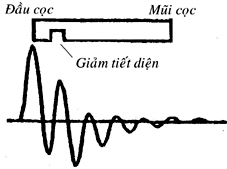 Đầu cọc
Mũi cọc
Giảm tiết diện